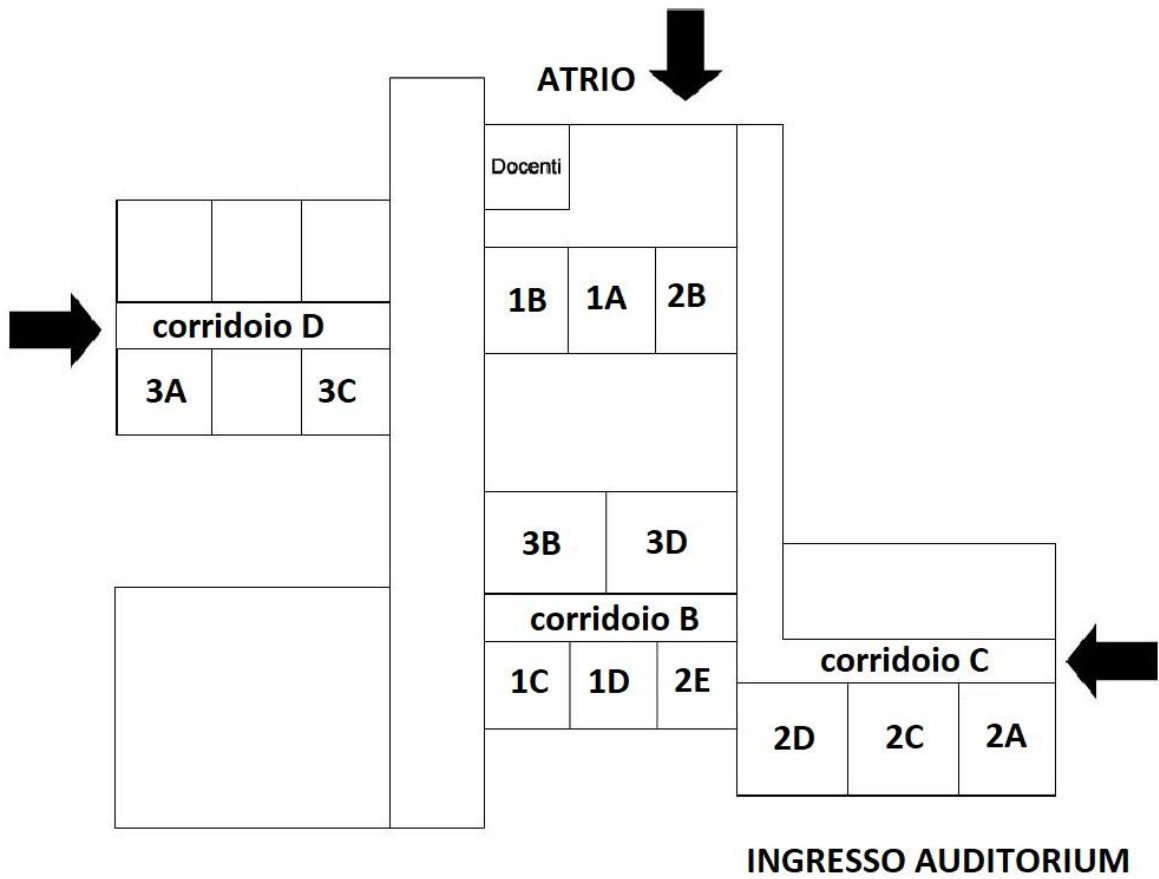 ATRIO
Docenti
1B 1A 2B
corridoio D
3A 3C
3B 3D
corridoio B
corridoio C
1C 1D 2E
2D 2C 2A
INGRESSO AUDITORIUM